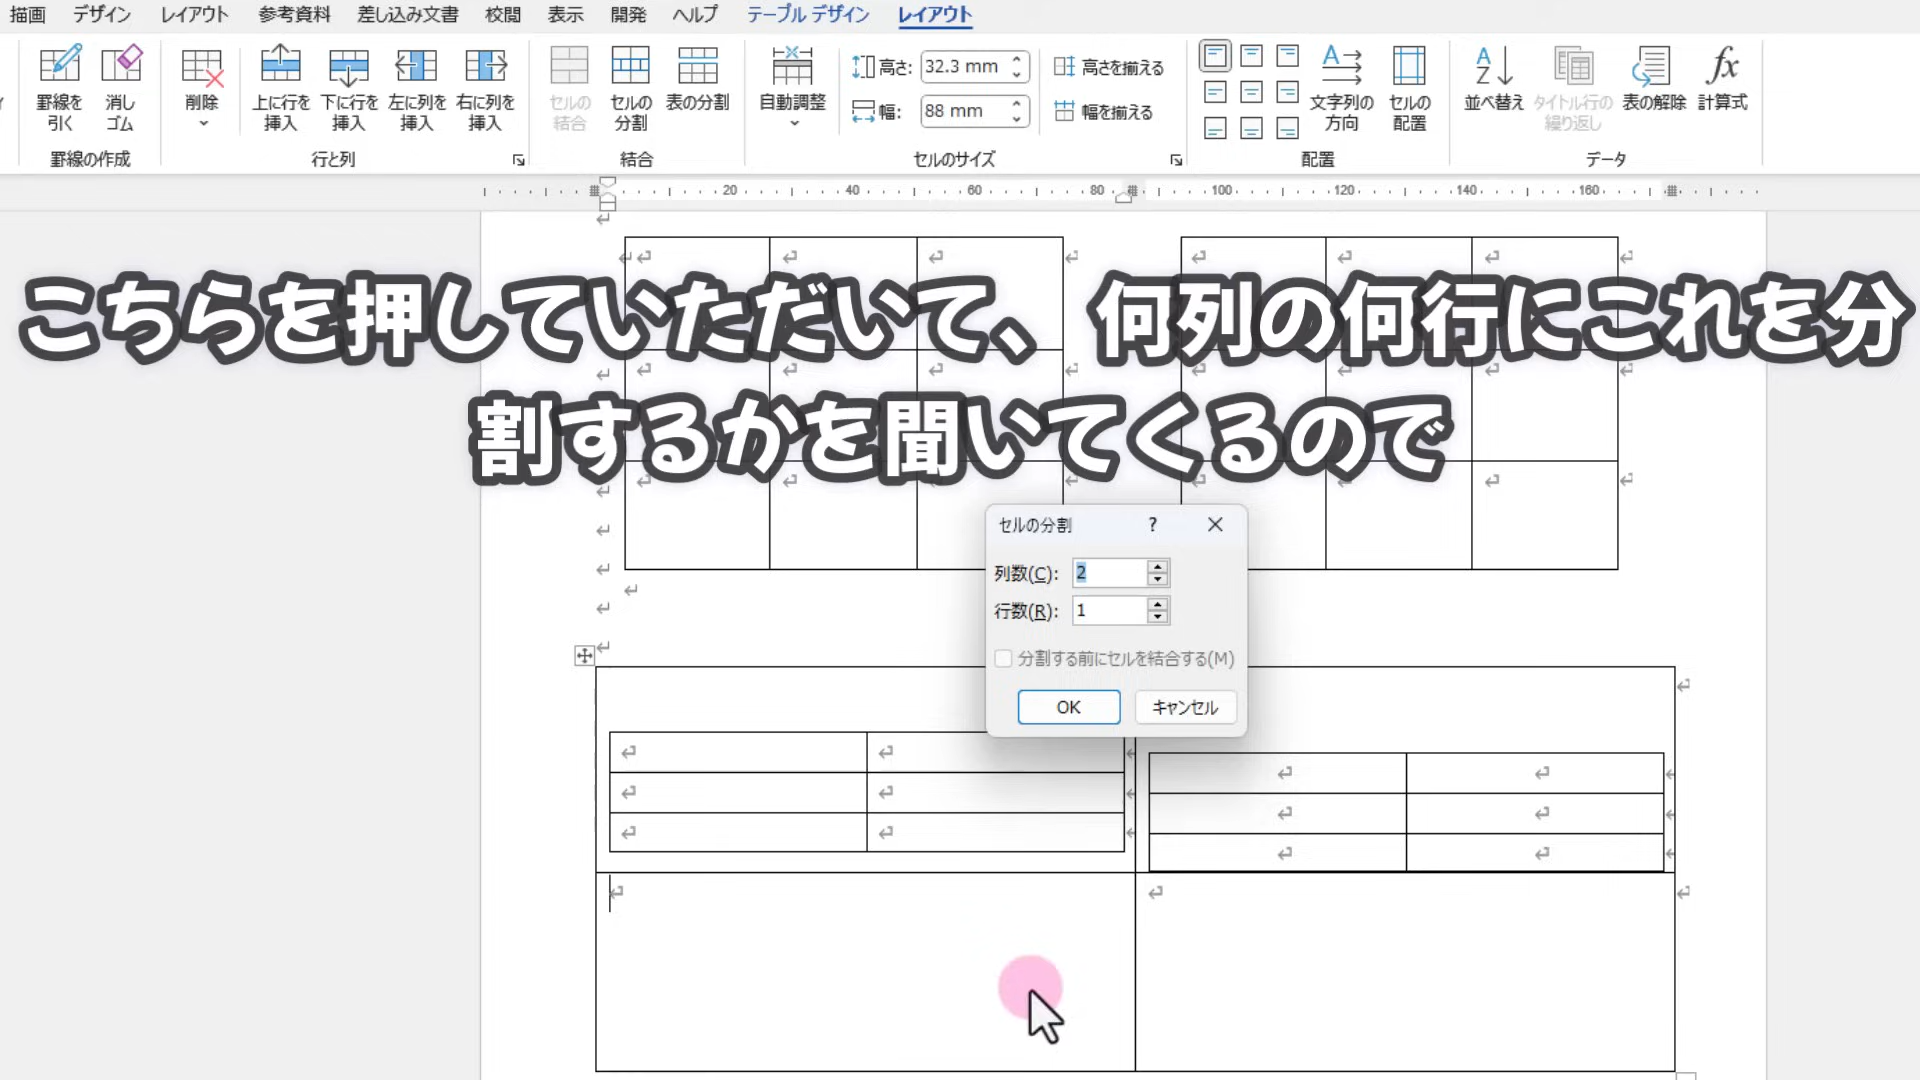 描画 デザイン レイアウト 参考資料 差し込み文書 校閲 表示 開発 ヘルプ テーブル デザイン レイアウト
罫線を引く 消しゴム 削除 上に行を挿入 下に行を挿入 左に列を挿入 右に列を挿入 セルの結合 セルの分割 表の分割 自動調整 高さ: 32.3 mm 高さを揃える 文字列の方向 セルの配置 並べ替え タイトル行の繰り返し 表の解除 計算式
幅: 88 mm 幅を揃える
罫線の作成 行と列 結合 セルのサイズ 配置 データ
20 40 60 80 100 120 140 160
こちらを押していただいて、何列の何行にこれを分
割するかを聞いてくるので
セルの分割 ?
列数(C): 2
行数(R): 1
分割する前にセルを結合する(M)
OK キャンセル